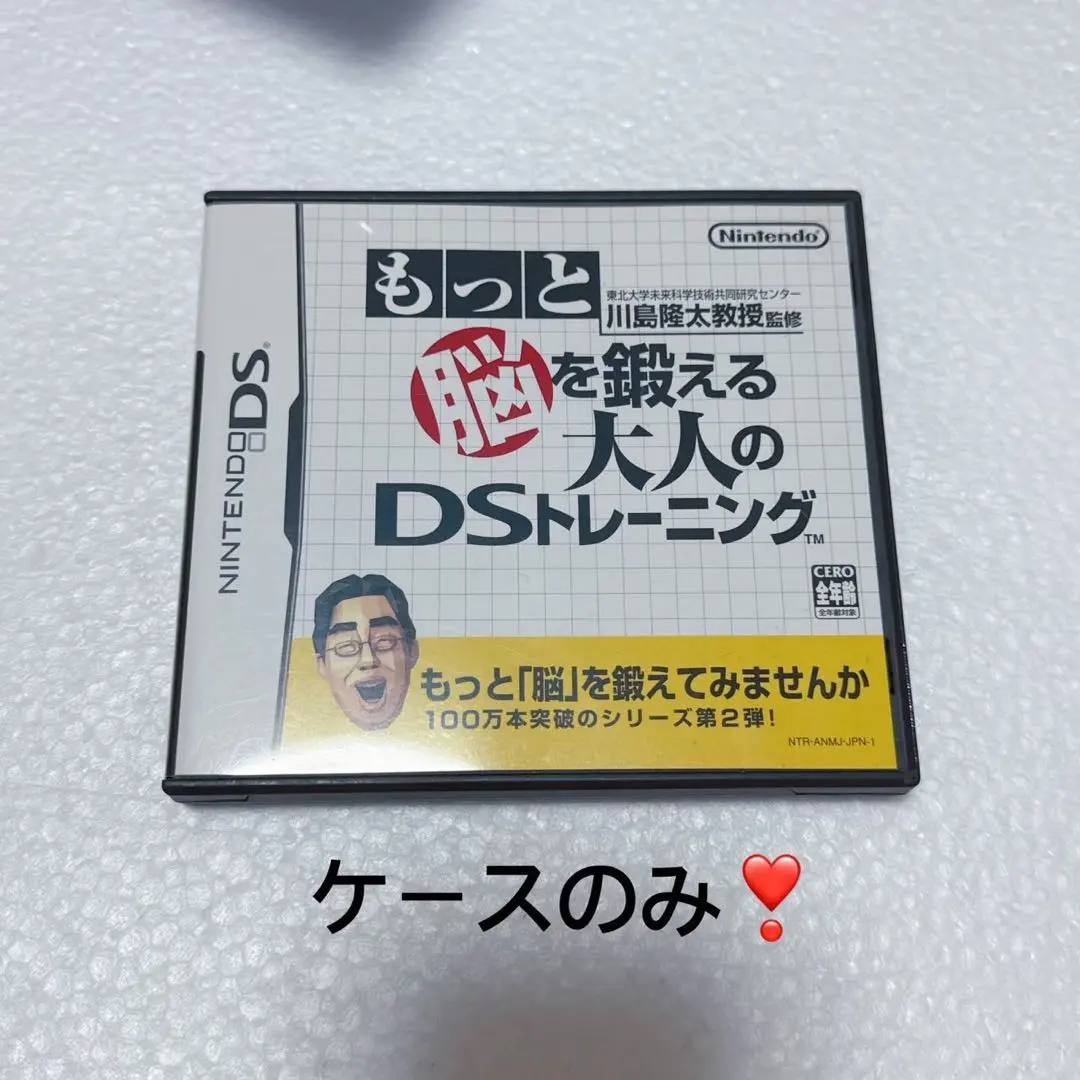 NINTENDO DS
Nintendo
もっと
東北大学未来科学技術共同研究センター
川島隆太教授監修
脳を鍛える
大人の
DSトレーニング™
CERO
全年齢
全年齢対象
もっと「脳」を鍛えてみませんか
100万本突破のシリーズ第2弾!
NTR-ANMJ-JPN-1
ケースのみ❣️